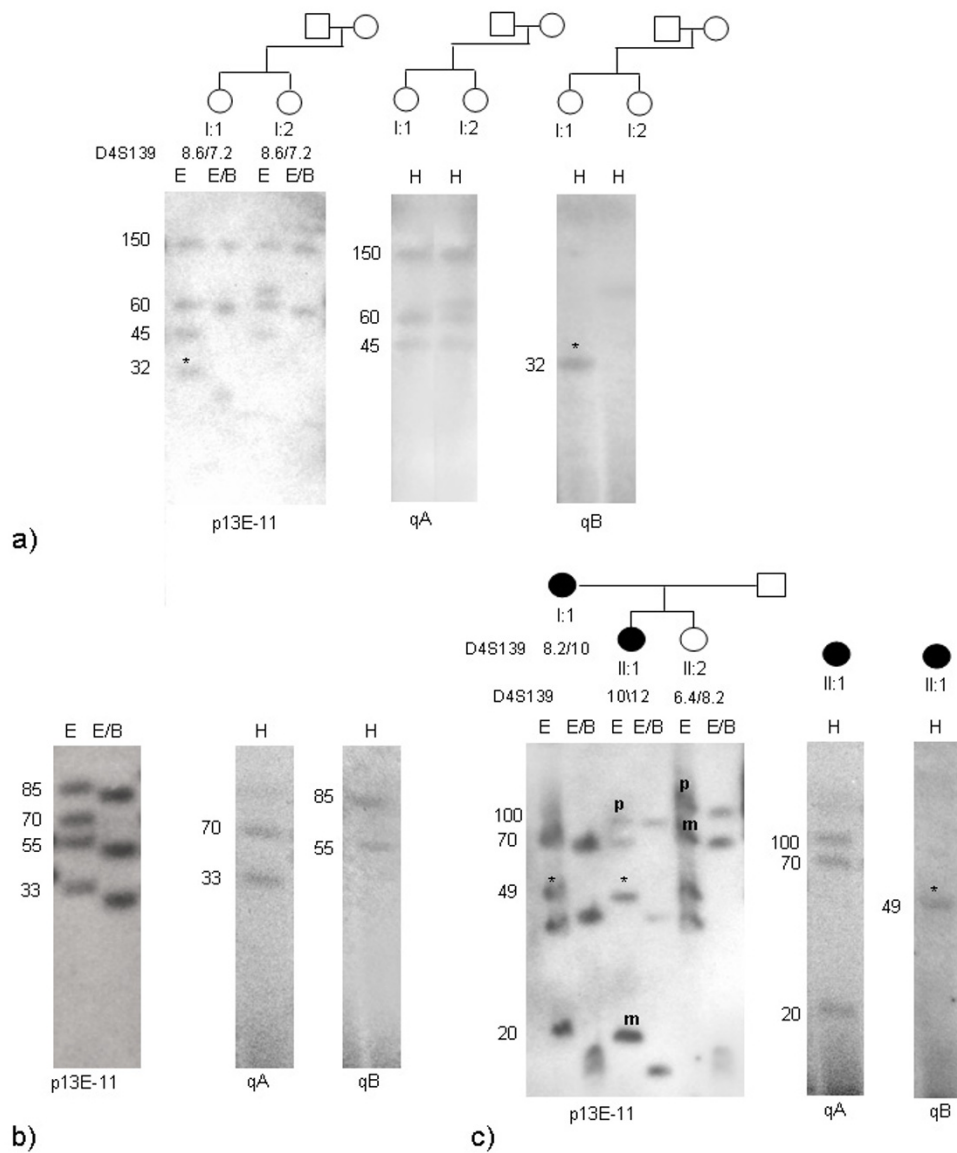 I:1 I:2 I:1 I:2 I:1 I:2
D4S139 8.6/7.2 8.6/7.2
E E/B E E/B H H H H
150 150
60 60
45 45
* *
32 32
p13E-11 qA qB
a)
I:1
D4S139 8.2/10
II:1 II:2 II:1 II:1
D4S139 10\12 6.4/8.2
E E/B H H E E/B E E/B E E/B H H
85 85
70 70
55 55
33 33
p p
100 m 100
70 70
* * *
49 49
m
20 20
p13E-11 qA qB p13E-11 qA qB
b) c)